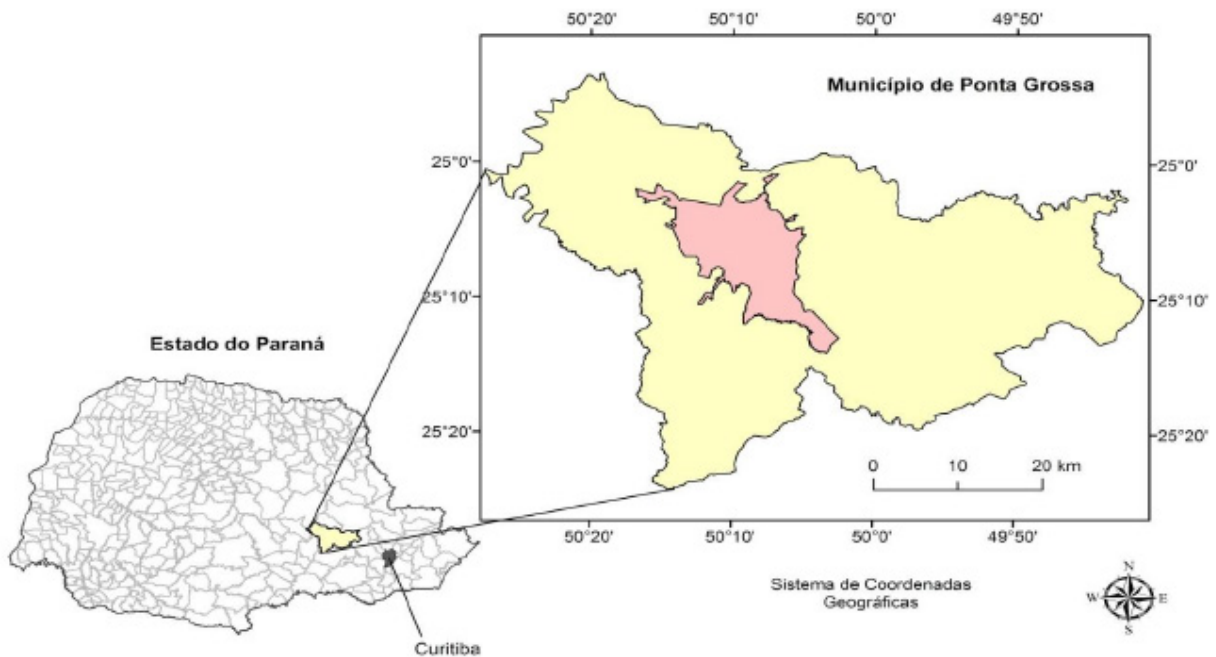 50°20' 50°10' 50°0' 49°50'
Município de Ponta Grossa
25°0' 25°0'
25°10' 25°10'
Estado do Paraná
25°20' 25°20'
0 10 20 km
50°20' 50°10' 50°0' 49°50'
Sistema de Coordenadas
Geográficas
N
W E
S
Curitiba